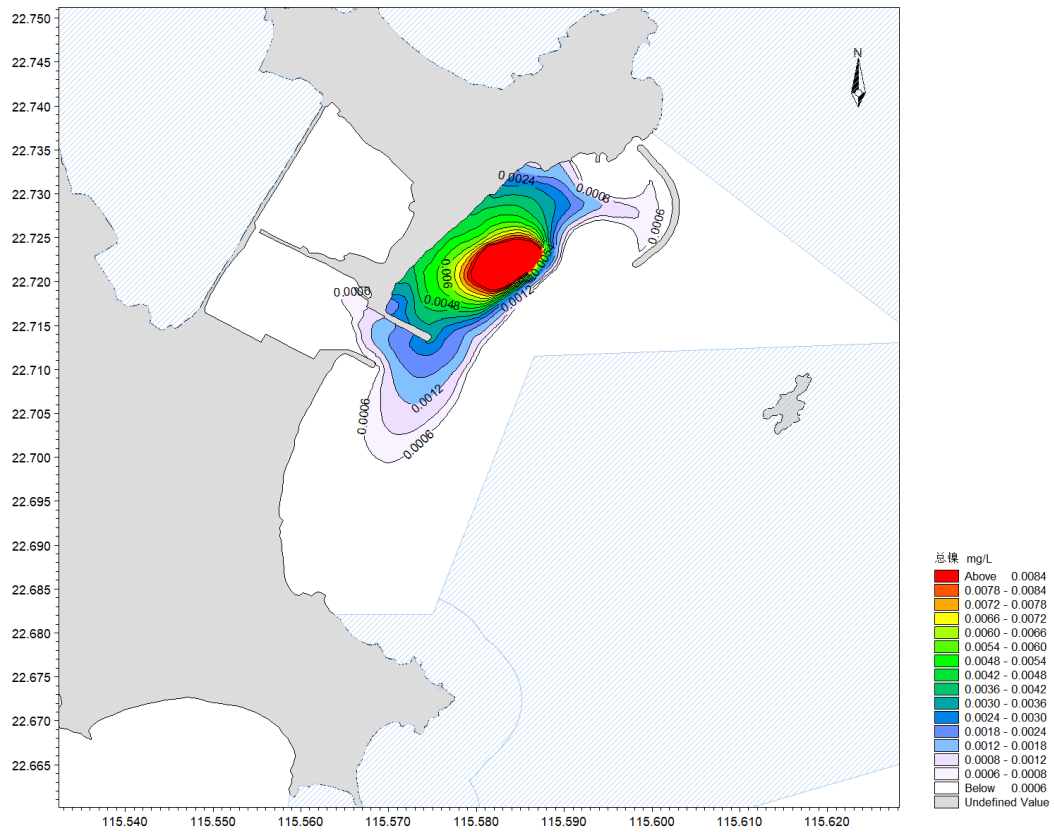 22.750
22.745
22.740
22.735
22.730
22.725
22.720
22.715
22.710
22.705
22.700
22.695
22.690
22.685
22.680
22.675
22.670
22.665
N
0.0024
0.0006
0.0006
0.006
0.0006
0.0048
0.0012
0.0012
0.0006
0.0006
115.540
115.550
115.560
115.570
115.580
115.590
115.600
115.610
115.620
总镍 mg/L
Above 0.0084
0.0078 - 0.0084
0.0072 - 0.0078
0.0066 - 0.0072
0.0060 - 0.0066
0.0054 - 0.0060
0.0048 - 0.0054
0.0042 - 0.0048
0.0036 - 0.0042
0.0030 - 0.0036
0.0024 - 0.0030
0.0018 - 0.0024
0.0012 - 0.0018
0.0008 - 0.0012
0.0006 - 0.0008
Below 0.0006
Undefined Value